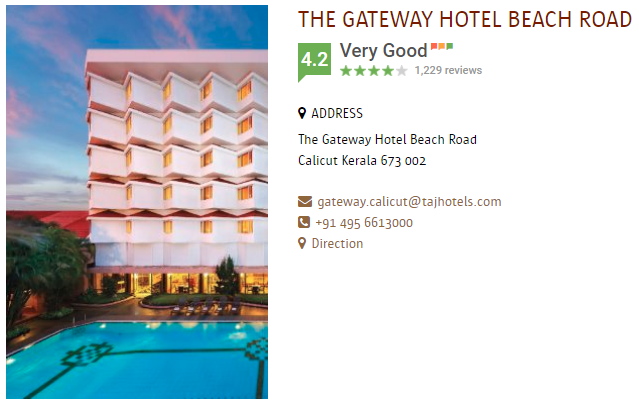 THE GATEWAY HOTEL BEACH ROAD
4.2
Very Good
1,229 reviews
ADDRESS
The Gateway Hotel Beach Road
Calicut Kerala 673 002
gateway.calicut@tajhotels.com
+91 495 6613000
Direction